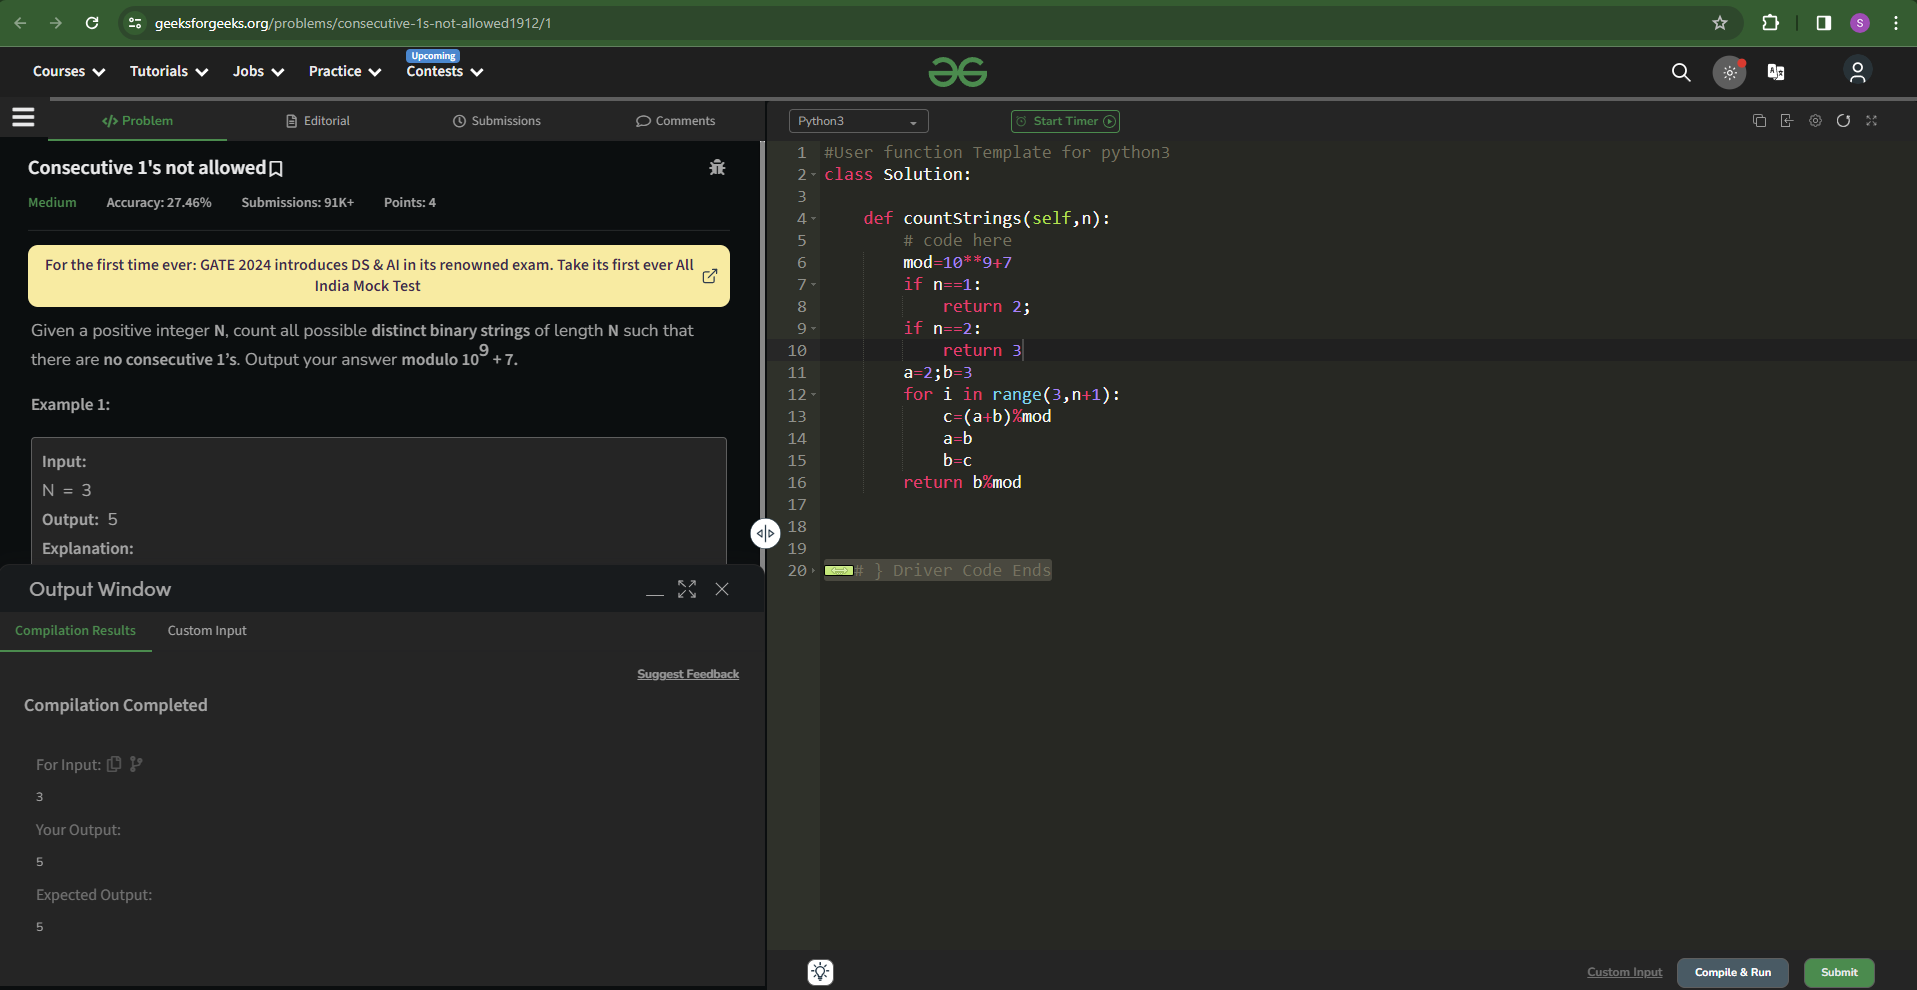 geeksforgeeks.org/problems/consecutive-1s-not-allowed1912/1
S
Courses
Tutorials
Jobs
Practice
Upcoming
Contests
</> Problem
Editorial
Submissions
Comments
Consecutive 1's not allowed
Medium Accuracy: 27.46% Submissions: 91K+ Points: 4
For the first time ever: GATE 2024 introduces DS & AI in its renowned exam. Take its first ever All
India Mock Test
Given a positive integer N, count all possible distinct binary strings of length N such that
there are no consecutive 1’s. Output your answer modulo 10⁹ + 7.
Example 1:
Input:
N = 3
Output: 5
Explanation:
Output Window
Compilation Results
Custom Input
Suggest Feedback
Compilation Completed
For Input:
3
Your Output:
5
Expected Output:
5
Python3
Start Timer
1 #User function Template for python3
2 class Solution:
3
4 def countStrings(self,n):
5 # code here
6 mod=10**9+7
7 if n==1:
8 return 2;
9 if n==2:
10 return 3
11 a=2;b=3
12 for i in range(3,n+1):
13 c=(a+b)%mod
14 a=b
15 b=c
16 return b%mod
17
18
19
20 # } Driver Code Ends
Custom Input
Compile & Run
Submit